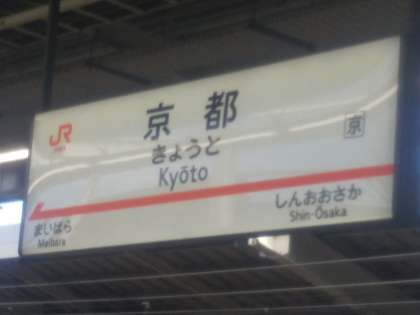 JR
京都
京
きょうと
Kyōto
まいばら
Maibara
しんおおさか
Shin-Ōsaka